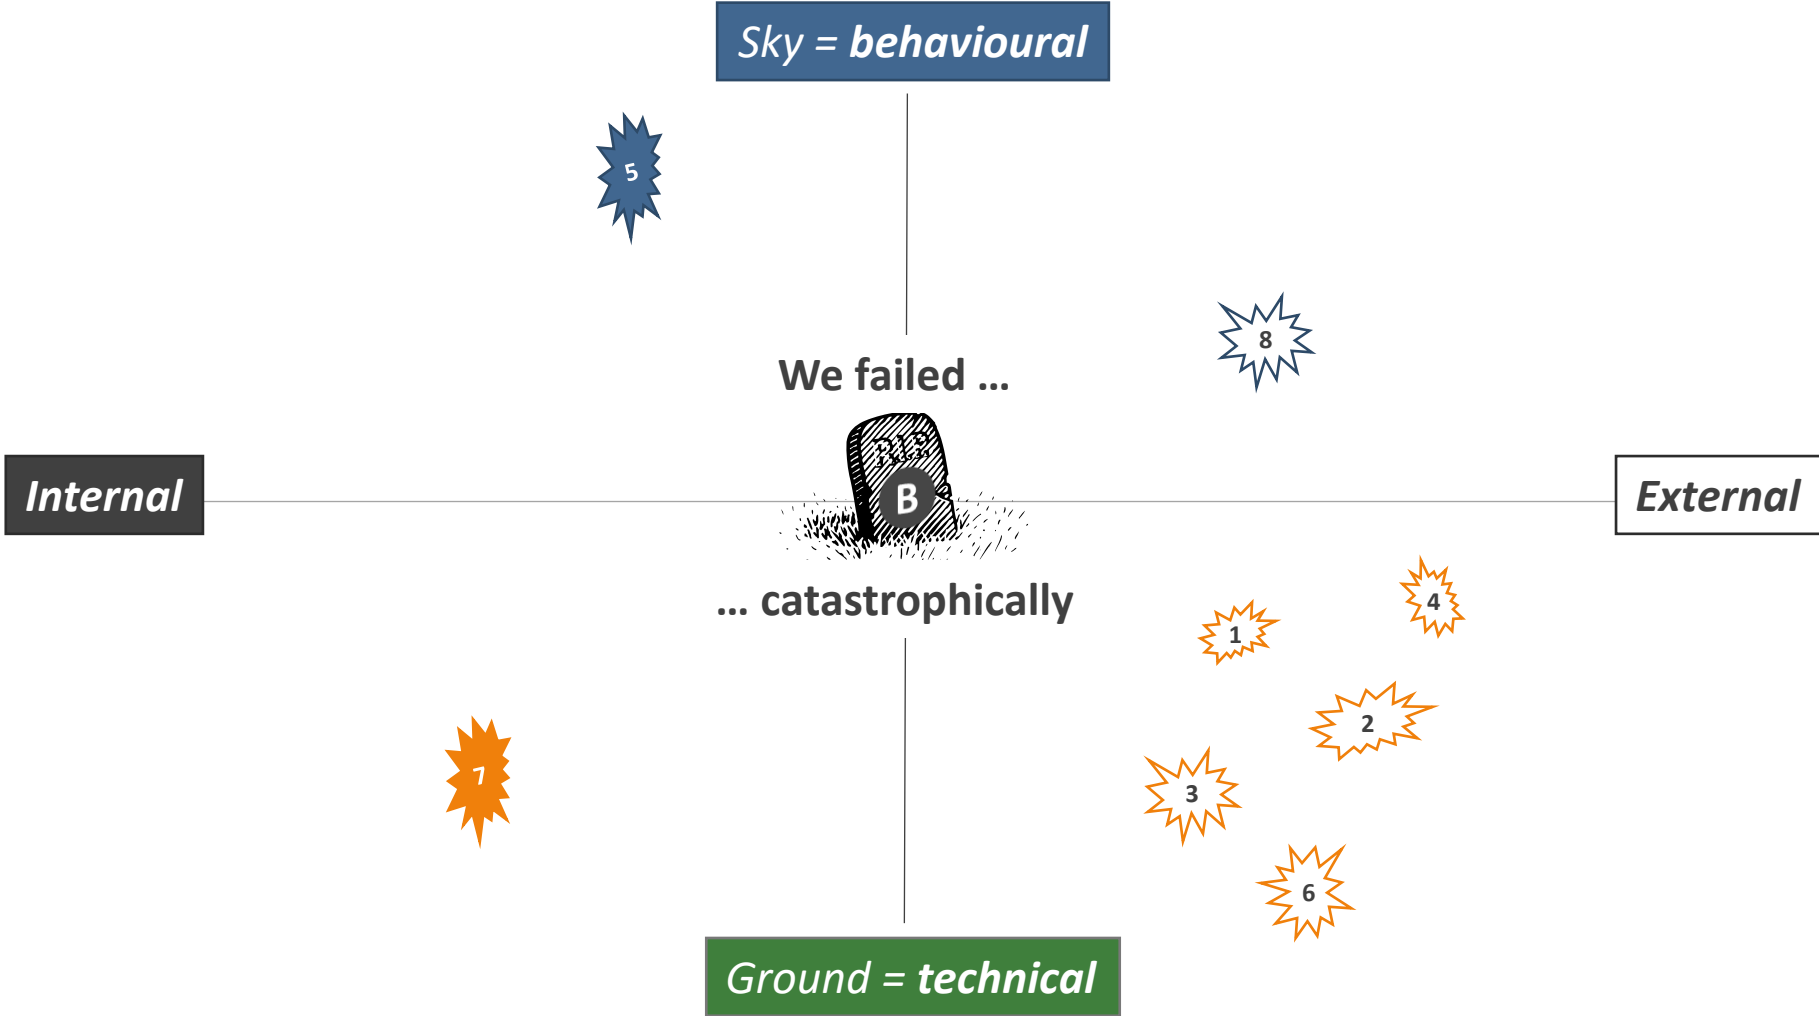 Sky = behavioural
5
8
We failed ...
RIP
Internal
B
External
... catastrophically
4
1
2
7
3
6
Ground = technical